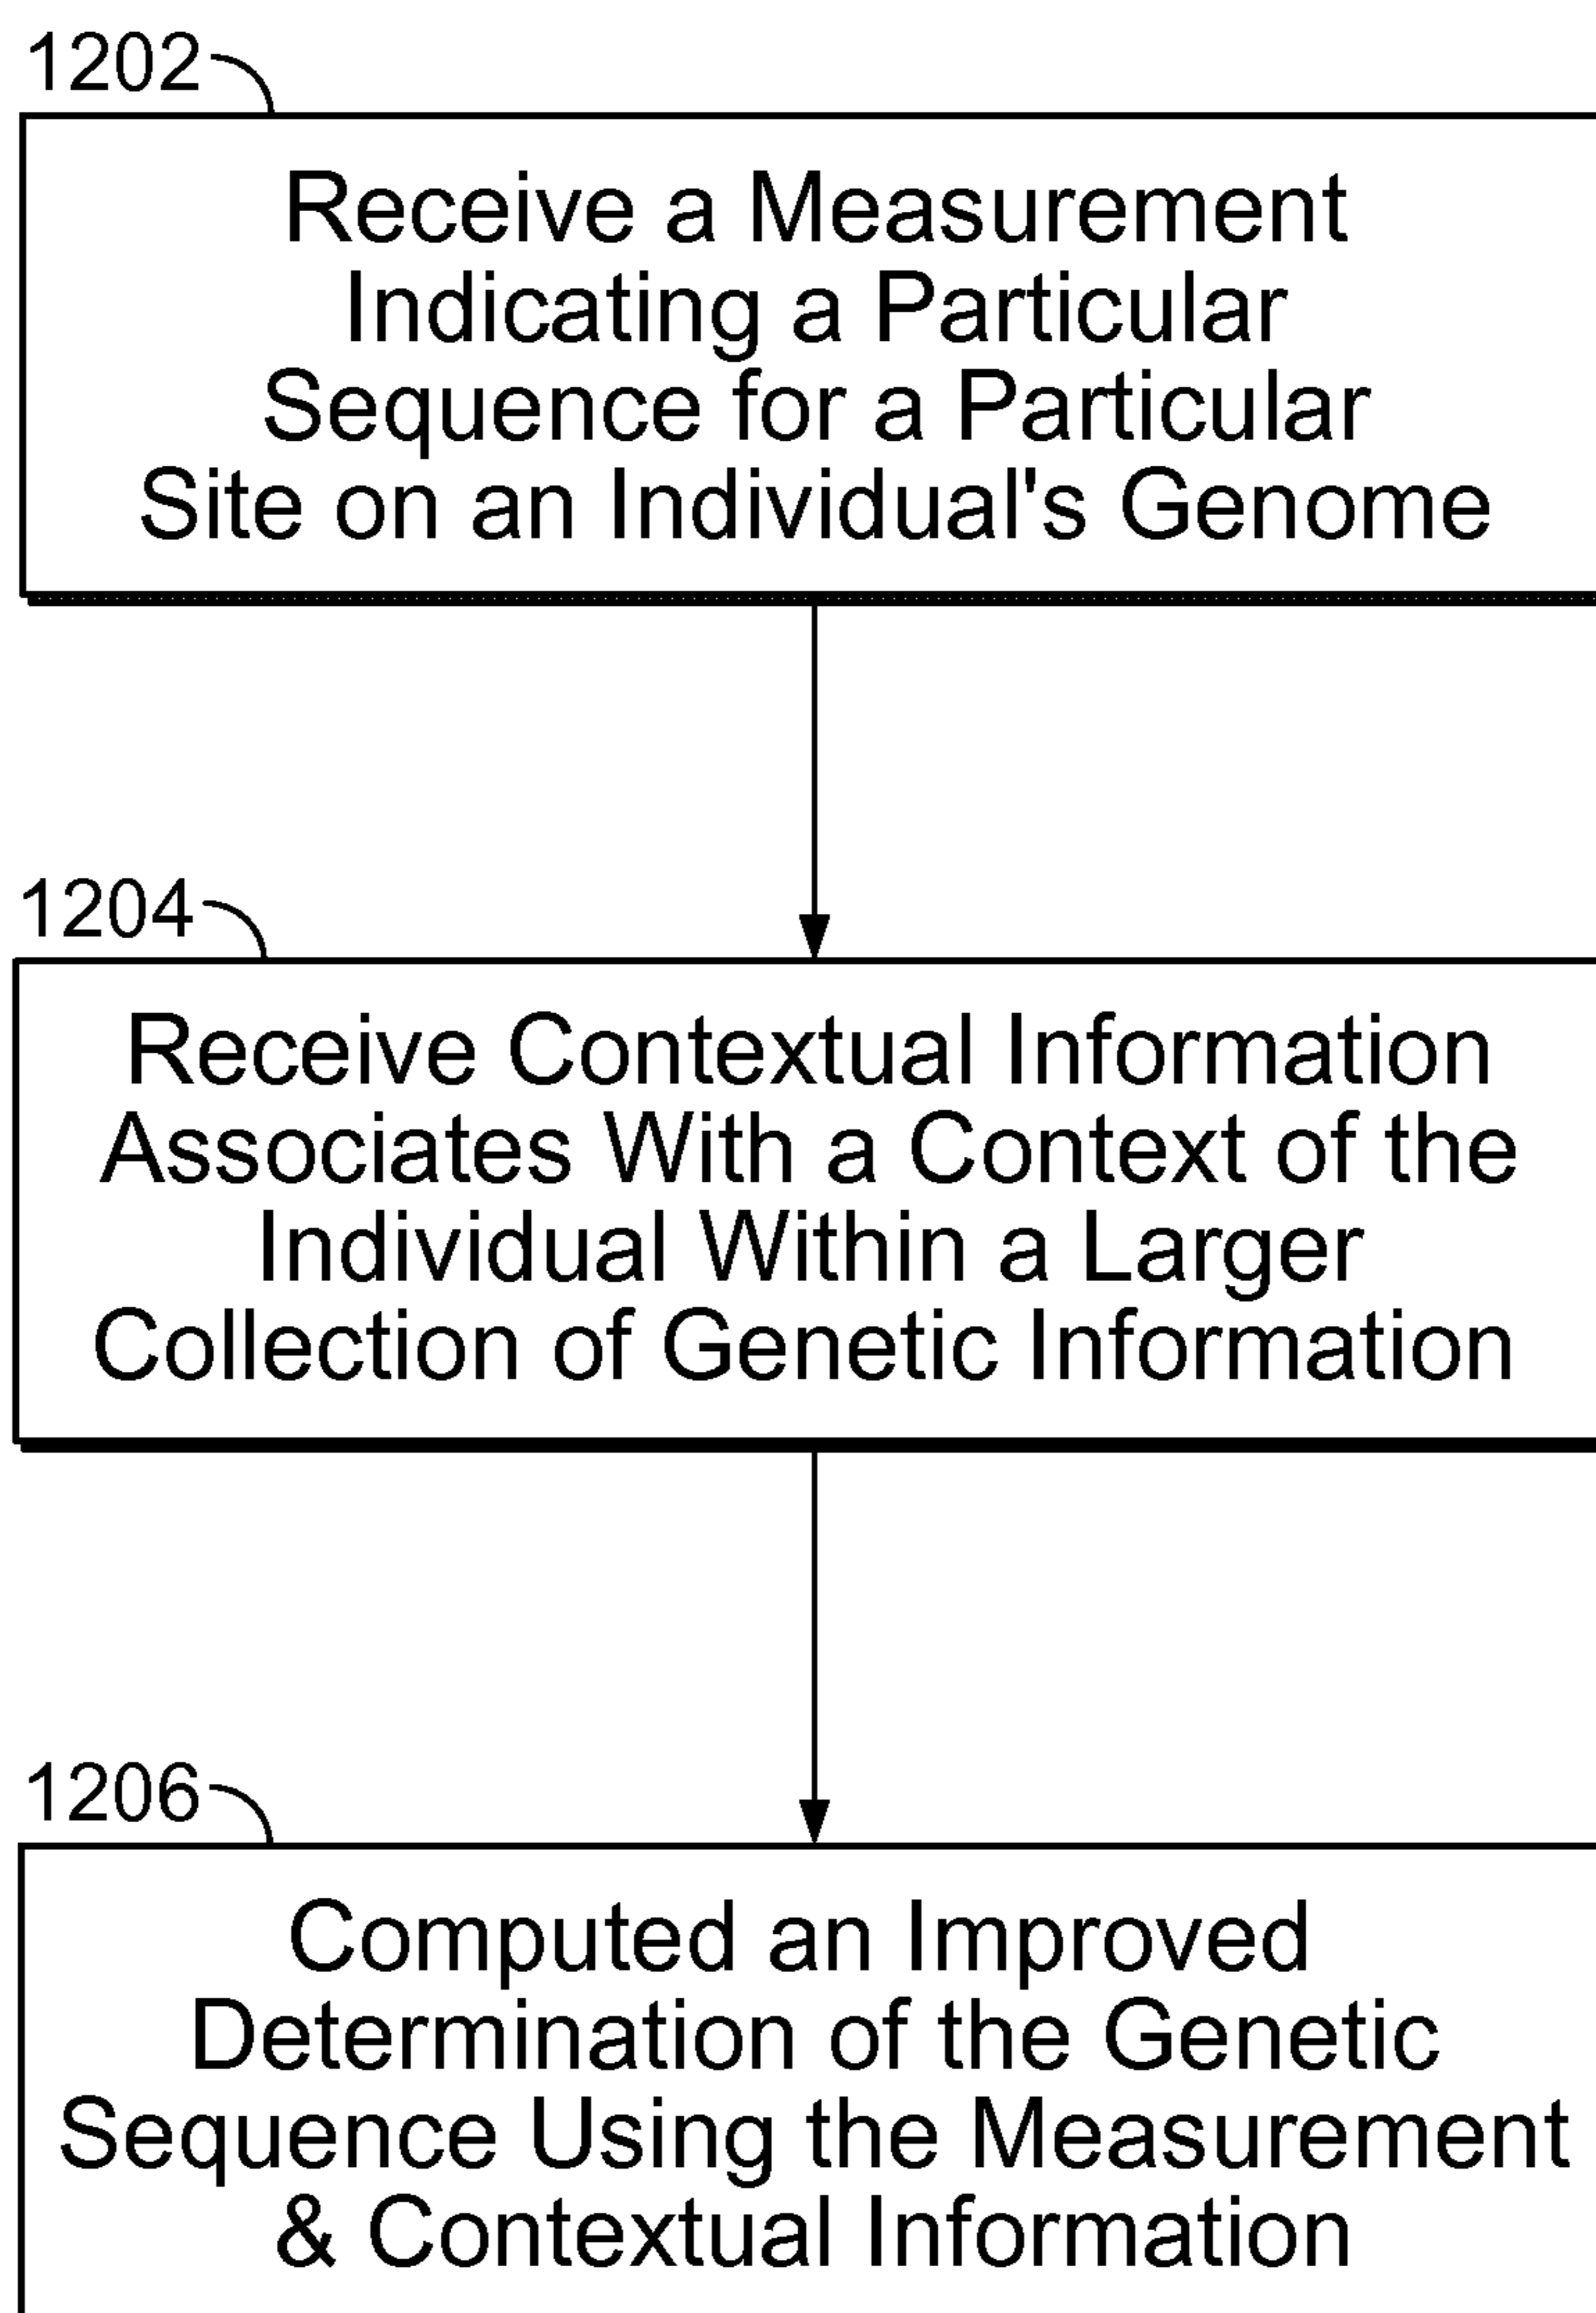 1202
Receive a Measurement
Indicating a Particular
Sequence for a Particular
Site on an Individual's Genome
1204
Receive Contextual Information
Associates With a Context of the
Individual Within a Larger
Collection of Genetic Information
1206
Computed an Improved
Determination of the Genetic
Sequence Using the Measurement
& Contextual Information